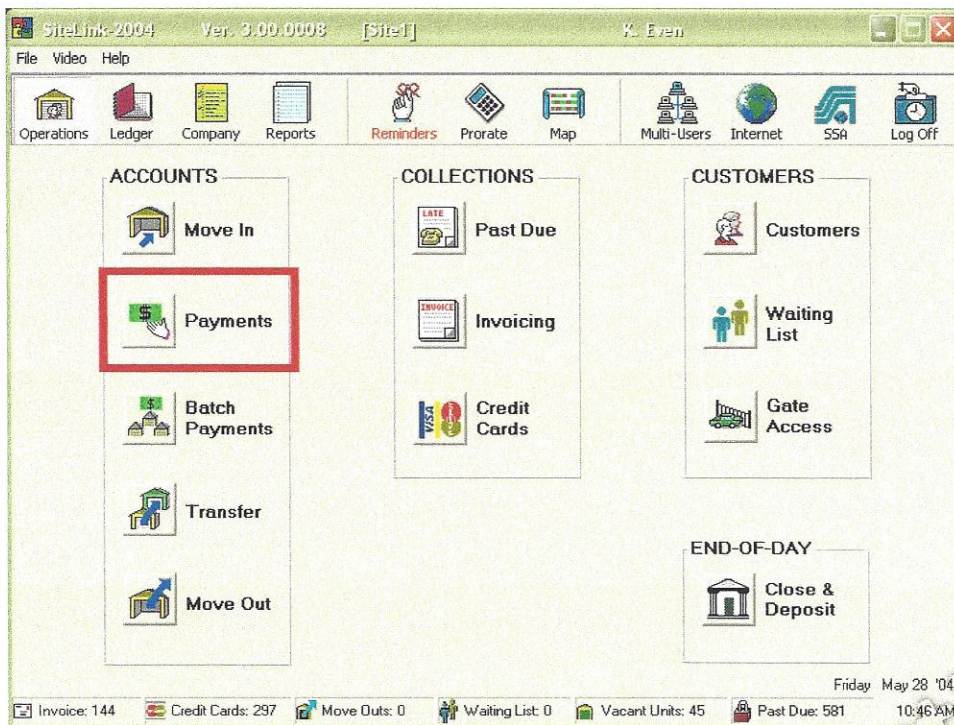 SiteLink-2004 Ver. 3.00.0008 [Site1] K. Even
File Video Help
Operations Ledger Company Reports Reminders Prorate Map Multi-Users Internet SSA Log Off
ACCOUNTS
Move In
Payments
Batch
Payments
Transfer
Move Out
COLLECTIONS
LATE
Past Due
INVOICE
Invoicing
VISA
Credit
Cards
CUSTOMERS
Customers
Waiting
List
Gate
Access
END-OF-DAY
Close &
Deposit
Friday May 28 '04
Invoice: 144 Credit Cards: 297 Move Outs: 0 Waiting List: 0 Vacant Units: 45 Past Due: 581 10:46 AM